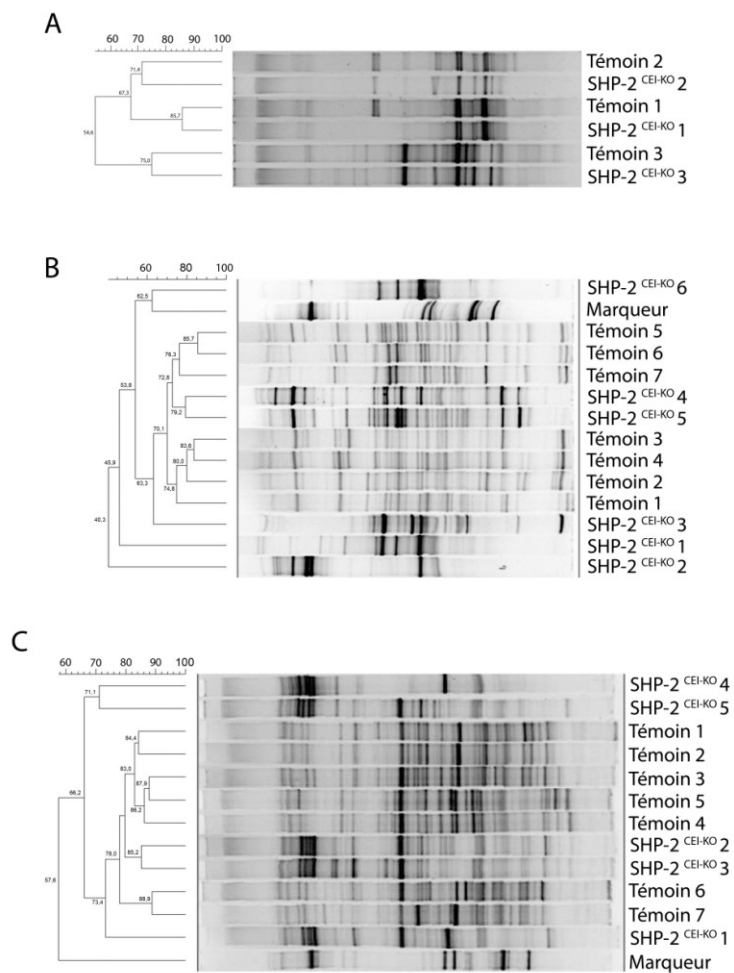 A
60 70 80 90 100
Témoin 2
71,4
SHP-2 CEI-KO 2
67,3
Témoin 1
85,7
SHP-2 CEI-KO 1
54,6
Témoin 3
75,0
SHP-2 CEI-KO 3
B
60 80 100
SHP-2 CEI-KO 6
62,5
Marqueur
Témoin 5
85,7
Témoin 6
76,3
Témoin 7
72,6
SHP-2 CEI-KO 4
53,8
79,2
SHP-2 CEI-KO 5
70,1
Témoin 3
83,6
Témoin 4
45,9
80,0
63,3
Témoin 2
74,6
Témoin 1
SHP-2 CEI-KO 3
40,3
SHP-2 CEI-KO 1
SHP-2 CEI-KO 2
C
60 70 80 90 100
SHP-2 CEI-KO 4
71,1
SHP-2 CEI-KO 5
Témoin 1
84,4
Témoin 2
83,0
Témoin 3
87,9
66,2
Témoin 5
86,2
Témoin 4
SHP-2 CEI-KO 2
78,0
85,2
SHP-2 CEI-KO 3
57,6
Témoin 6
73,4
88,9
Témoin 7
SHP-2 CEI-KO 1
Marqueur